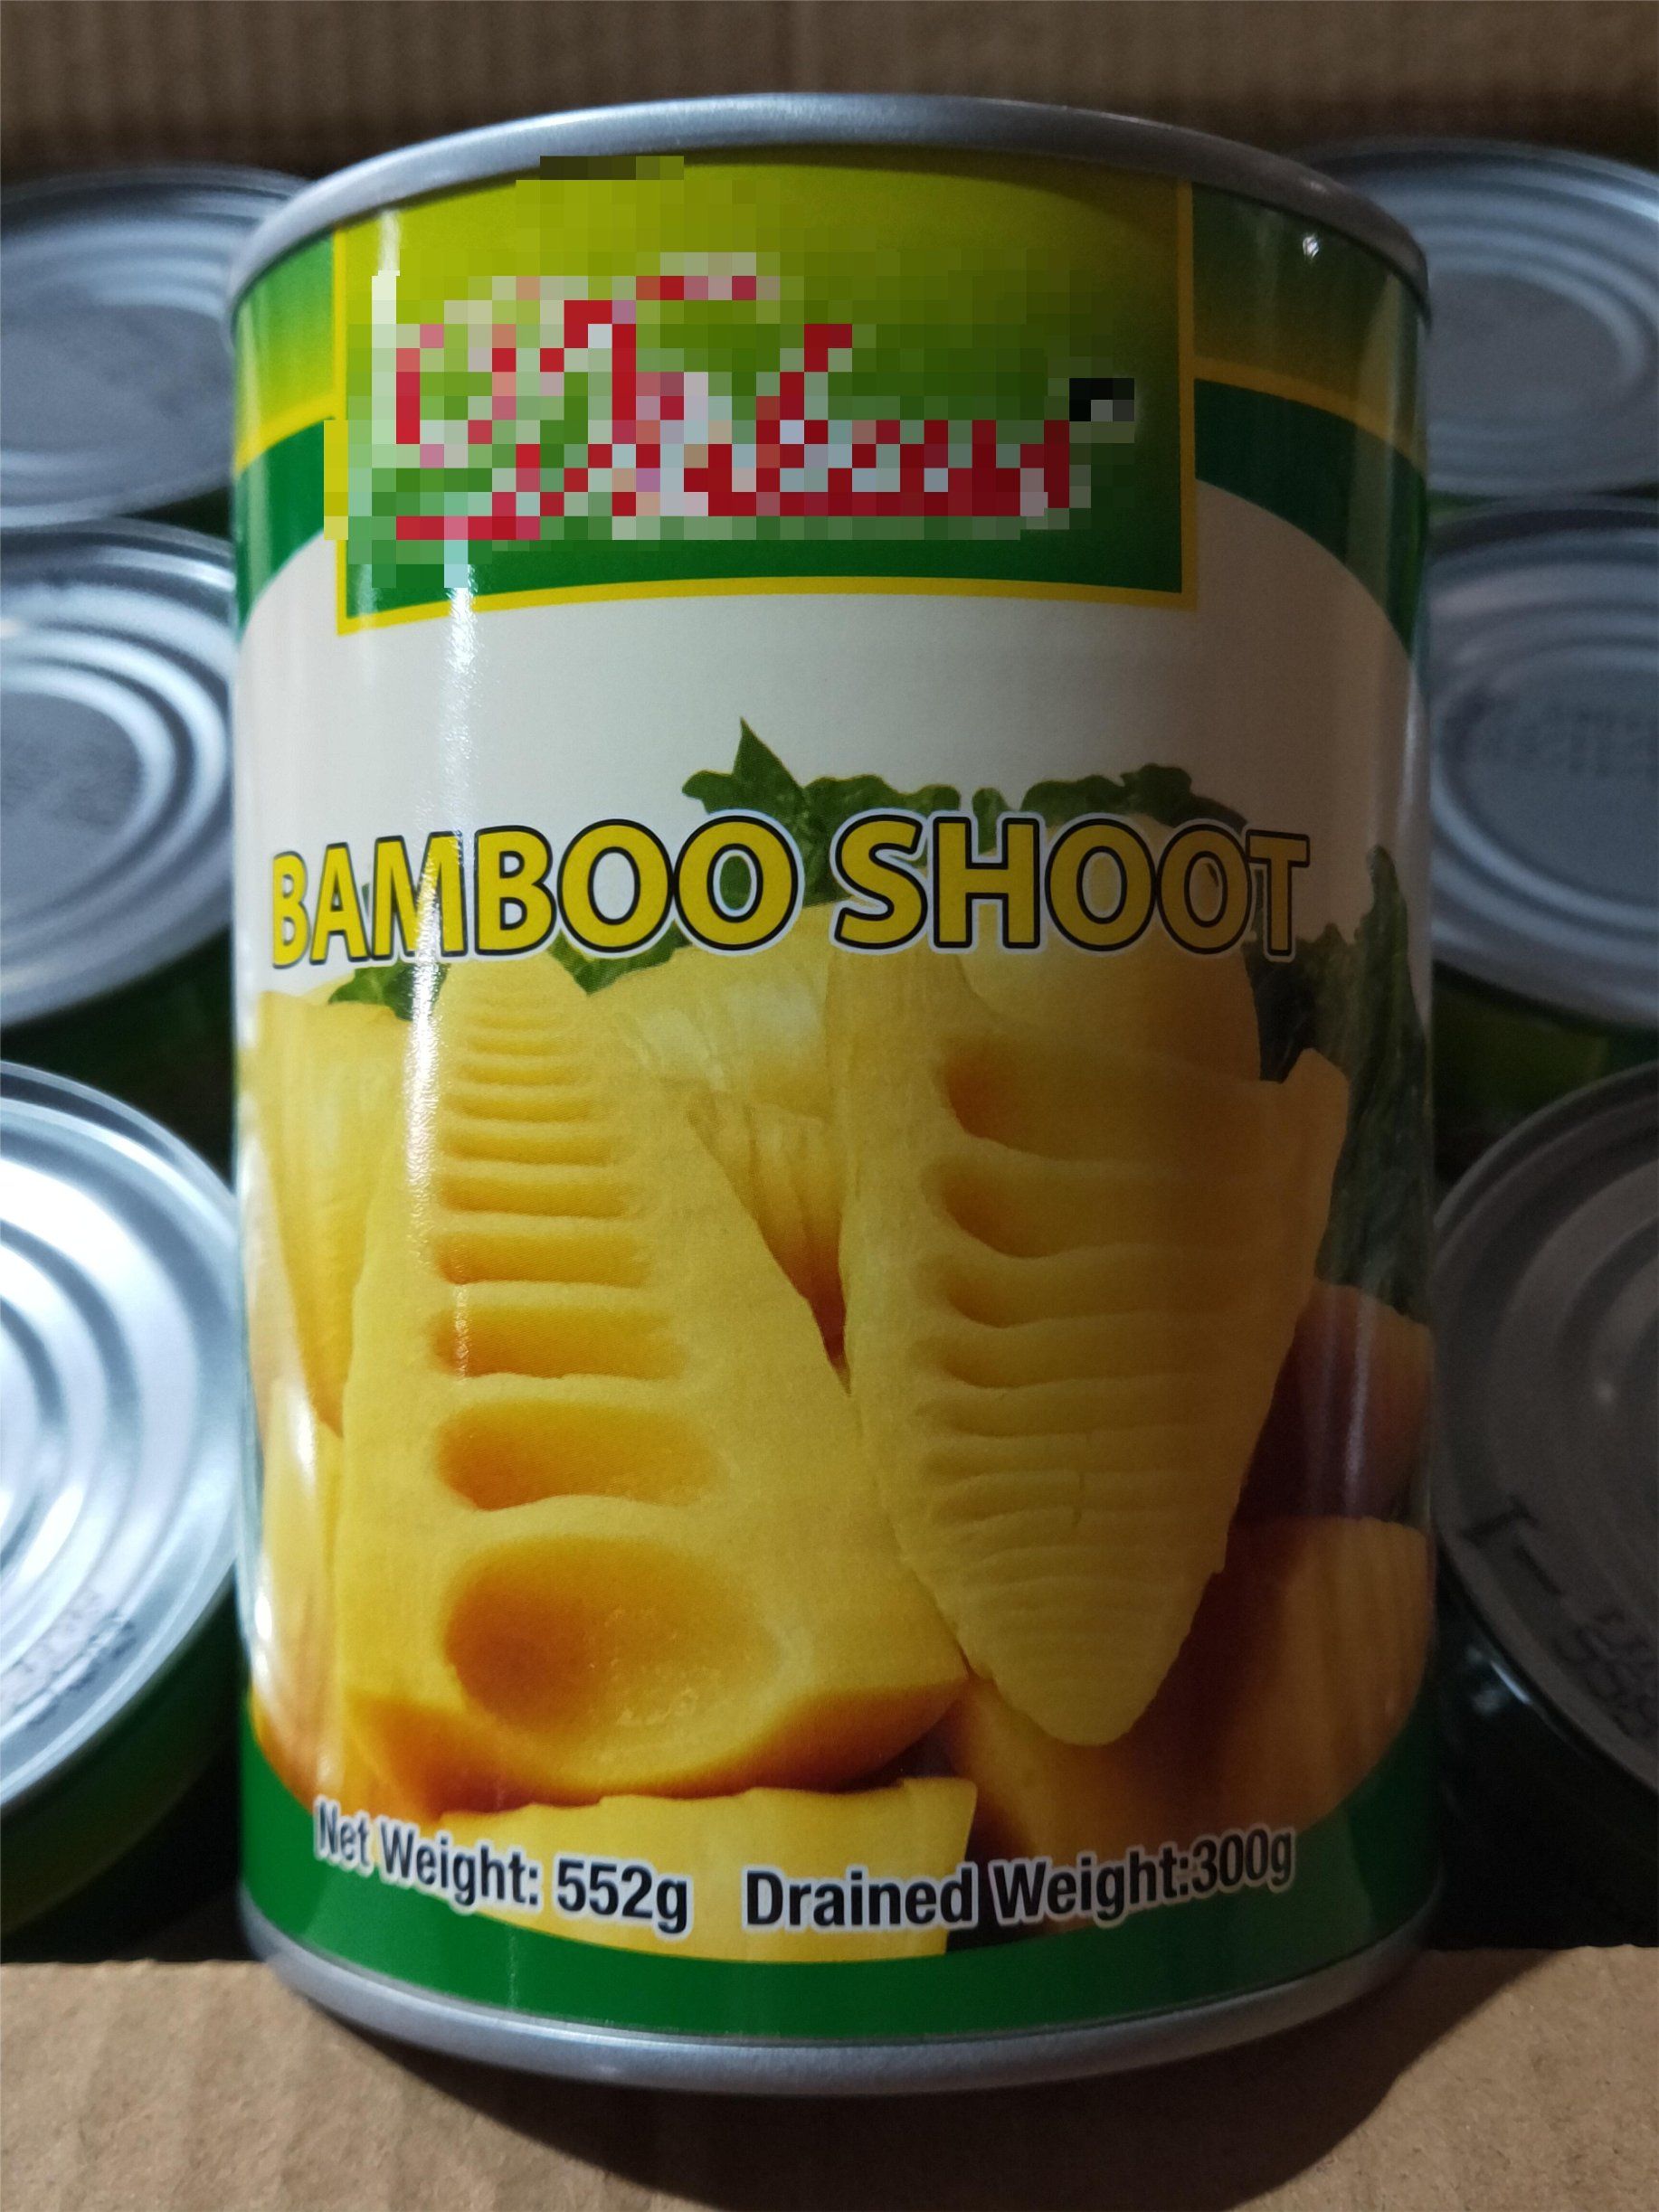 BAMBOO SHOOT
Net Weight: 552g Drained Weight:300g